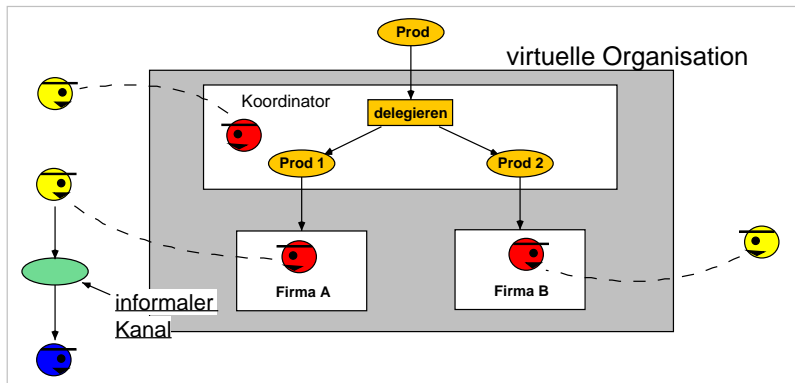 Prod
virtuelle Organisation
Koordinator
delegieren
Prod 1
Prod 2
Firma A
Firma B
informaler
Kanal